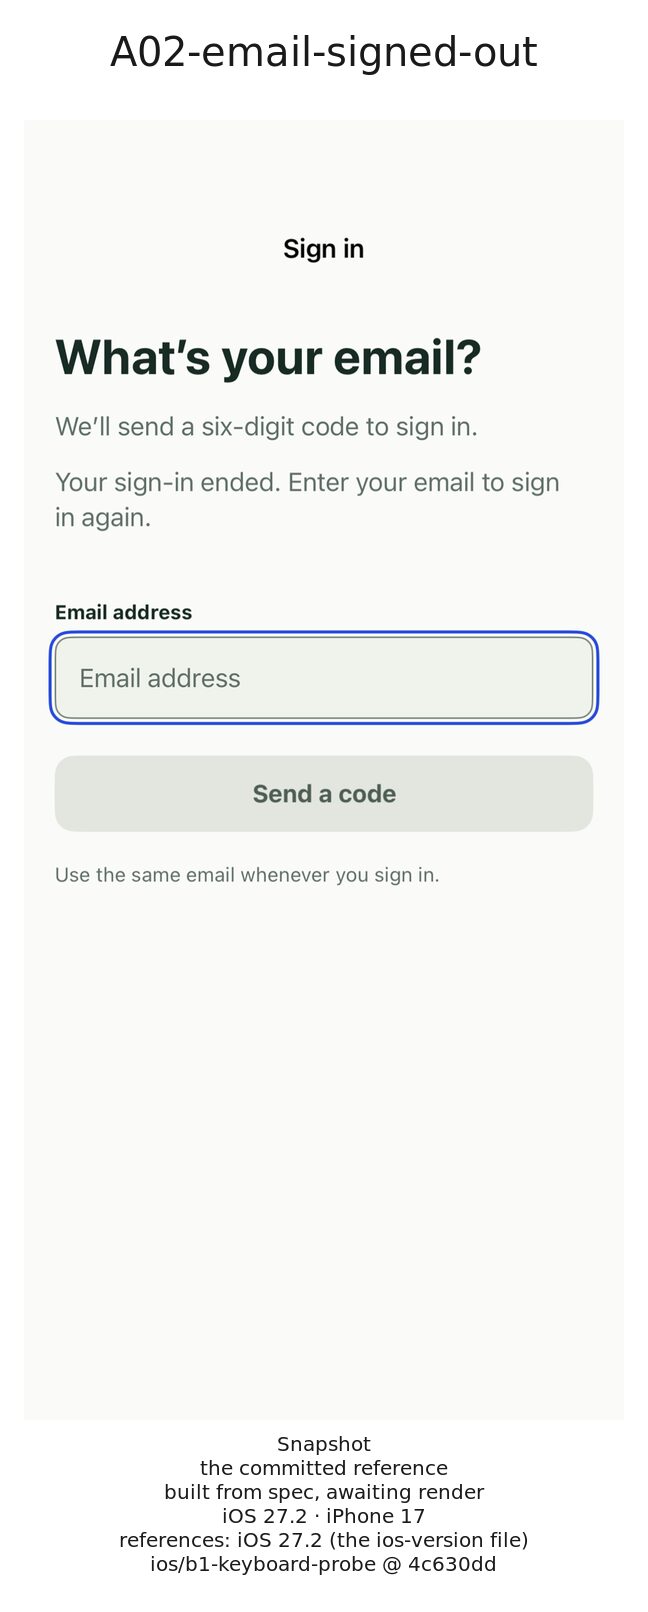 A02-email-signed-out
Sign in
What’s your email?
We’ll send a six-digit code to sign in.
Your sign-in ended. Enter your email to sign
in again.
Email address
Email address
Send a code
Use the same email whenever you sign in.
Snapshot
the committed reference
built from spec, awaiting render
iOS 27.2 · iPhone 17
references: iOS 27.2 (the ios-version file)
ios/b1-keyboard-probe @ 4c630dd